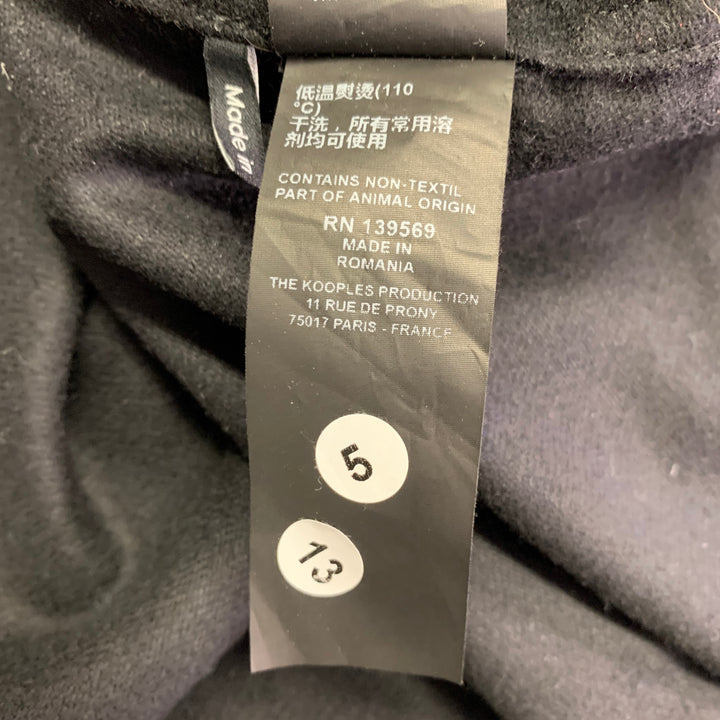 Made in
低温熨烫(110
°C)
干洗，所有常用溶
剂均可使用
CONTAINS NON-TEXTIL
PART OF ANIMAL ORIGIN
RN 139569
MADE IN
ROMANIA
THE KOOPLES PRODUCTION
11 RUE DE PRONY
75017 PARIS - FRANCE
5
13